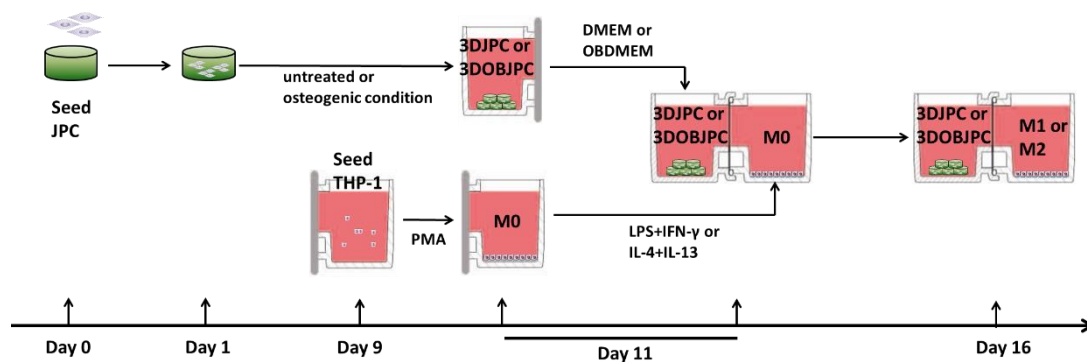 Seed
JPC
untreated or
osteogenic condition
3DJPC or
3DOBJPC
DMEM or
OBDMEM
Seed
THP-1
PMA
M0
LPS+IFN-γ or
IL-4+IL-13
3DJPC or
3DOBJPC
M0
3DJPC or
3DOBJPC
M1 or
M2
Day 0
Day 1
Day 9
Day 11
Day 16